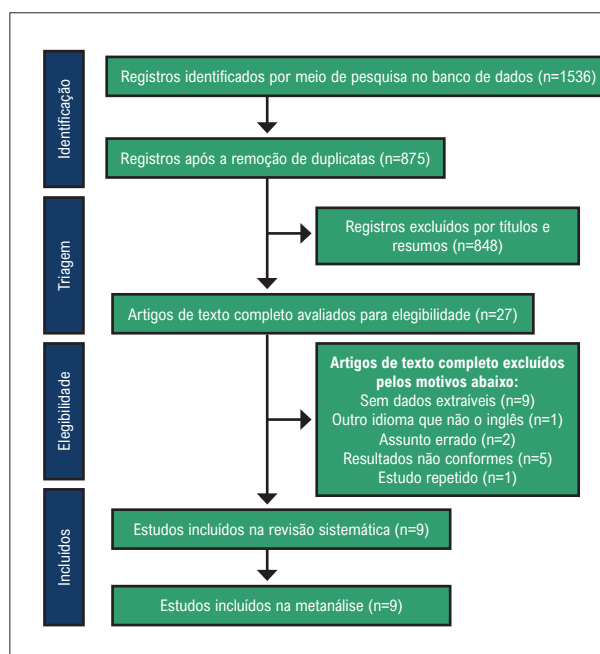 Identificação
Registros identificados por meio de pesquisa no banco de dados (n=1536)
Registros após a remoção de duplicatas (n=875)
Triagem
Registros excluídos por títulos e
resumos (n=848)
Artigos de texto completo avaliados para elegibilidade (n=27)
Elegibilidade
Artigos de texto completo excluídos
pelos motivos abaixo:
Sem dados extraíveis (n=9)
Outro idioma que não o inglês (n=1)
Assunto errado (n=2)
Resultados não conformes (n=5)
Estudo repetido (n=1)
Incluídos
Estudos incluídos na revisão sistemática (n=9)
Estudos incluídos na metanálise (n=9)